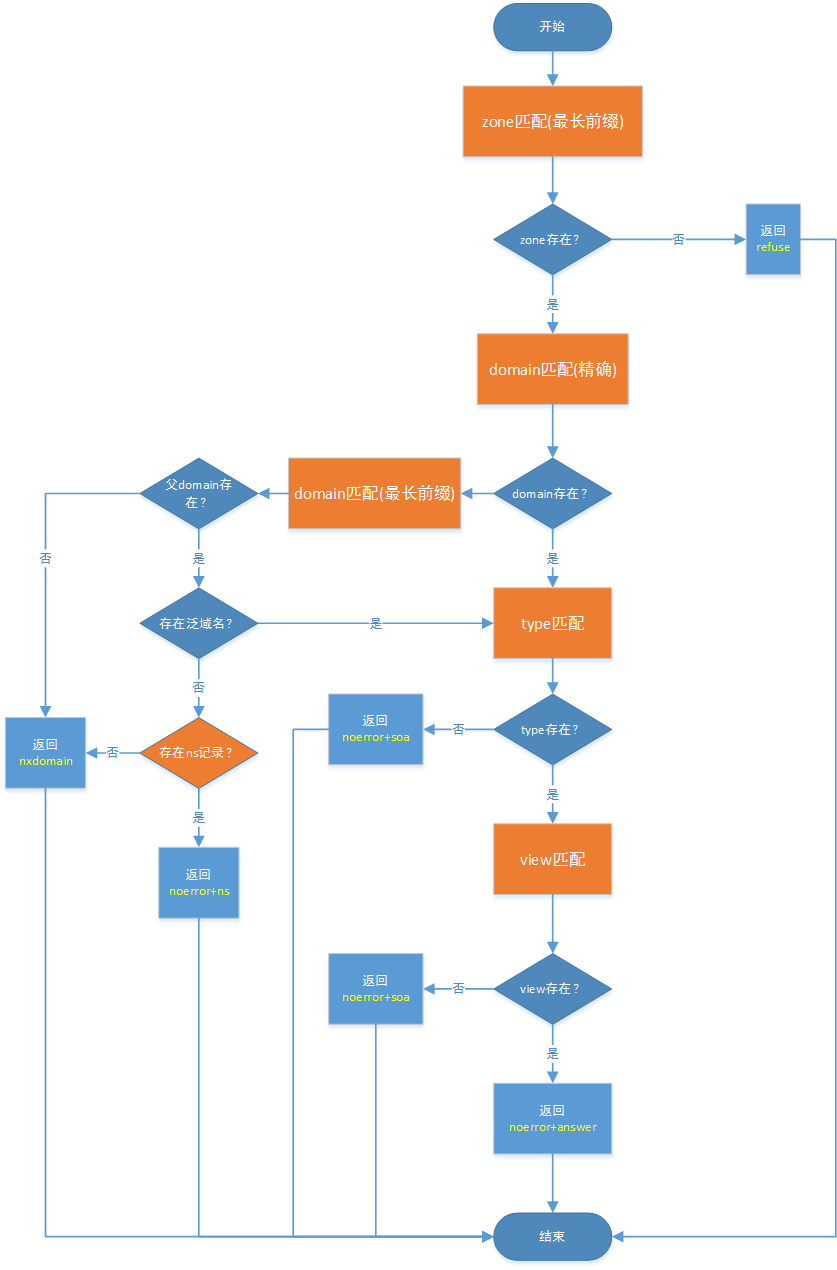 开始
zone匹配(最长前缀)
zone存在？
否
返回
refuse
是
domain匹配(精确)
父domain存
在？
domain匹配(最长前缀)
domain存在？
否
是
是
存在泛域名？
是
type匹配
否
返回
noerror+soa
否
type存在？
返回
nxdomain
否
存在ns记录？
是
是
view匹配
返回
noerror+ns
返回
noerror+soa
否
view存在？
是
返回
noerror+answer
结束